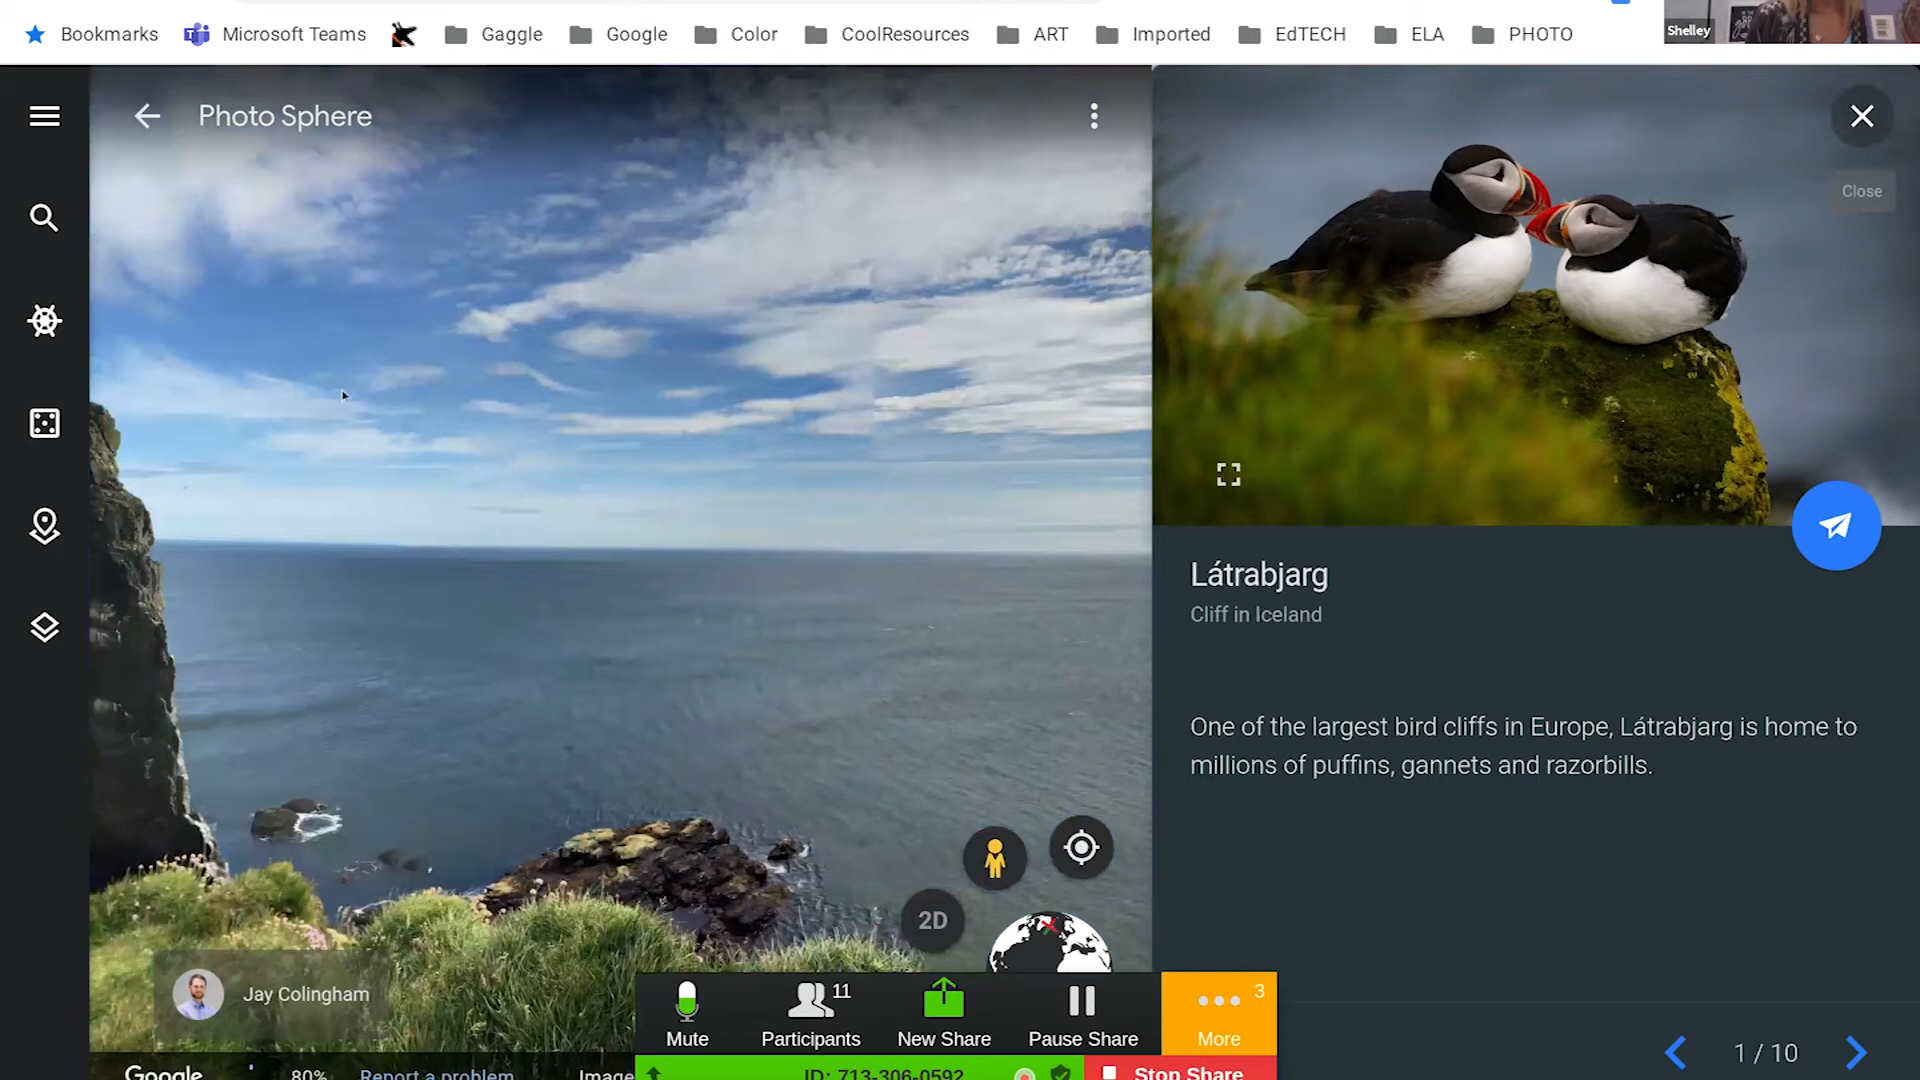 Bookmarks Microsoft Teams Gaggle Google Color CoolResources ART Imported EdTECH ELA PHOTO
Shelley
Photo Sphere
Close
Látrabjarg
Cliff in Iceland
One of the largest bird cliffs in Europe, Látrabjarg is home to
millions of puffins, gannets and razorbills.
2D
Jay Colingham
11
3
Mute Participants New Share Pause Share More
1 / 10
Google 80% Report a problem Image
ID: 713-306-0592 Stop Share